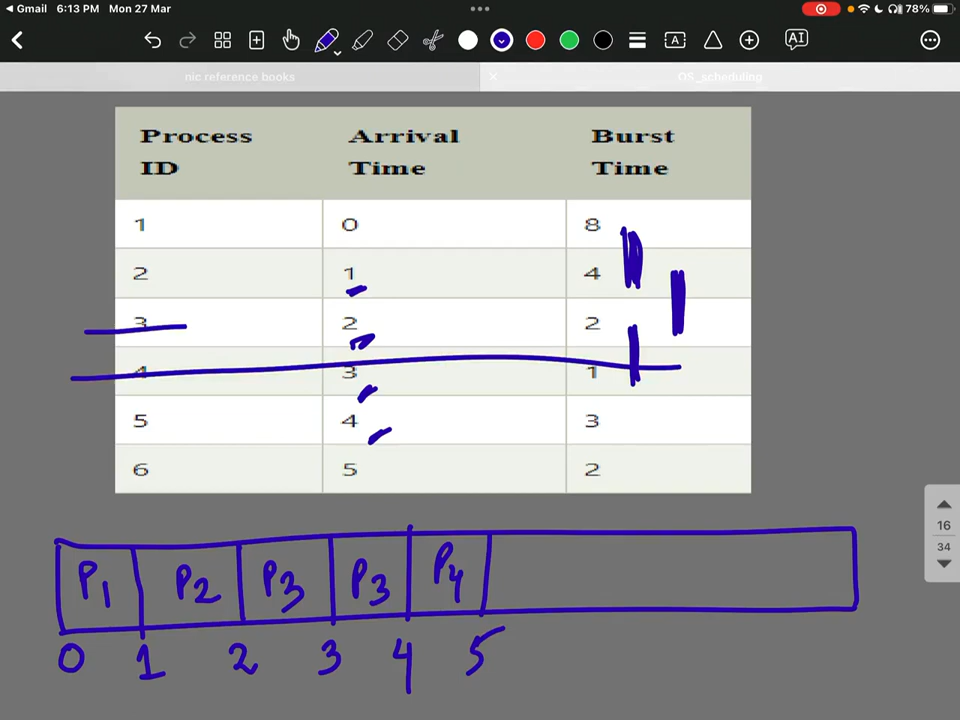 Gmail 6:13 PM Mon 27 Mar 78%
A AI
nic reference books OS_scheduling
Process ID Arrival Time Burst Time
1 0 8
2 1 4
3 2 2
4 3 1
5 4 3
6 5 2
16
34
P1 P2 P3 P3 P4
0 1 2 3 4 5